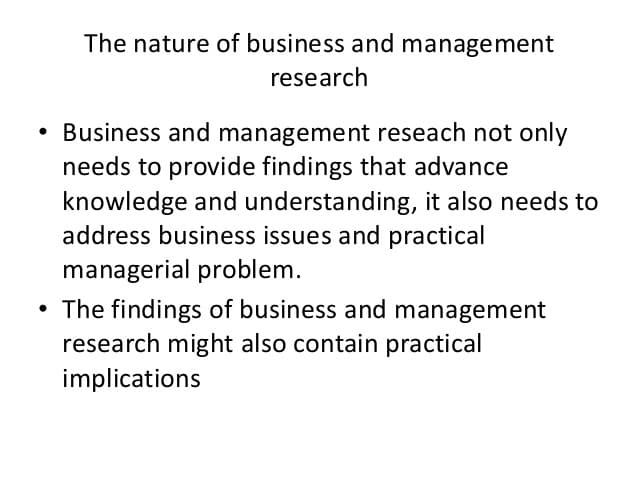 The nature of business and management
research
• Business and management reseach not only
needs to provide findings that advance
knowledge and understanding, it also needs to
address business issues and practical
managerial problem.
• The findings of business and management
research might also contain practical
implications